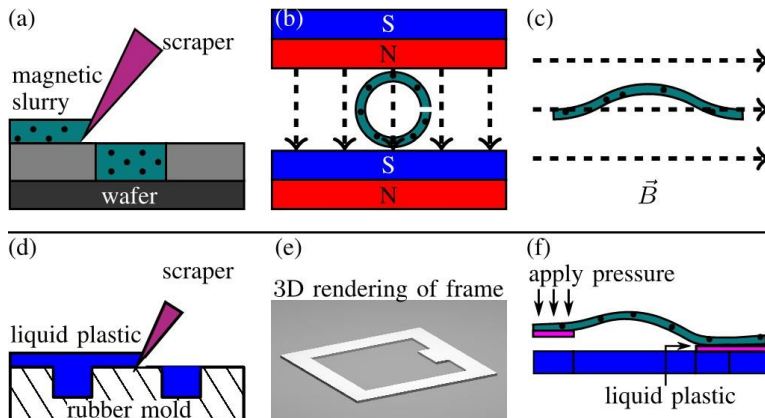 (a)
scraper
magnetic
slurry
wafer
(b)
S
N
S
N
(c)
B⃗
(d)
scraper
liquid plastic
rubber mold
(e)
3D rendering of frame
(f)
apply pressure
liquid plastic